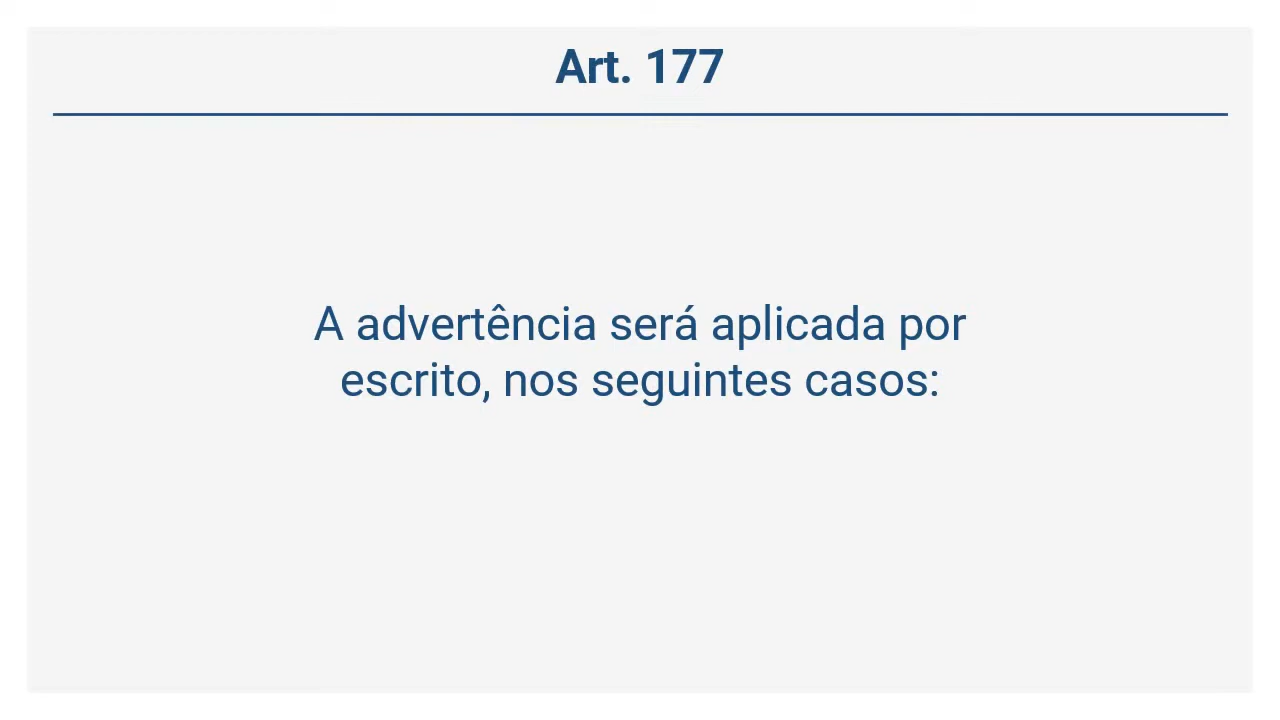 Art. 177
A advertência será aplicada por
escrito, nos seguintes casos: